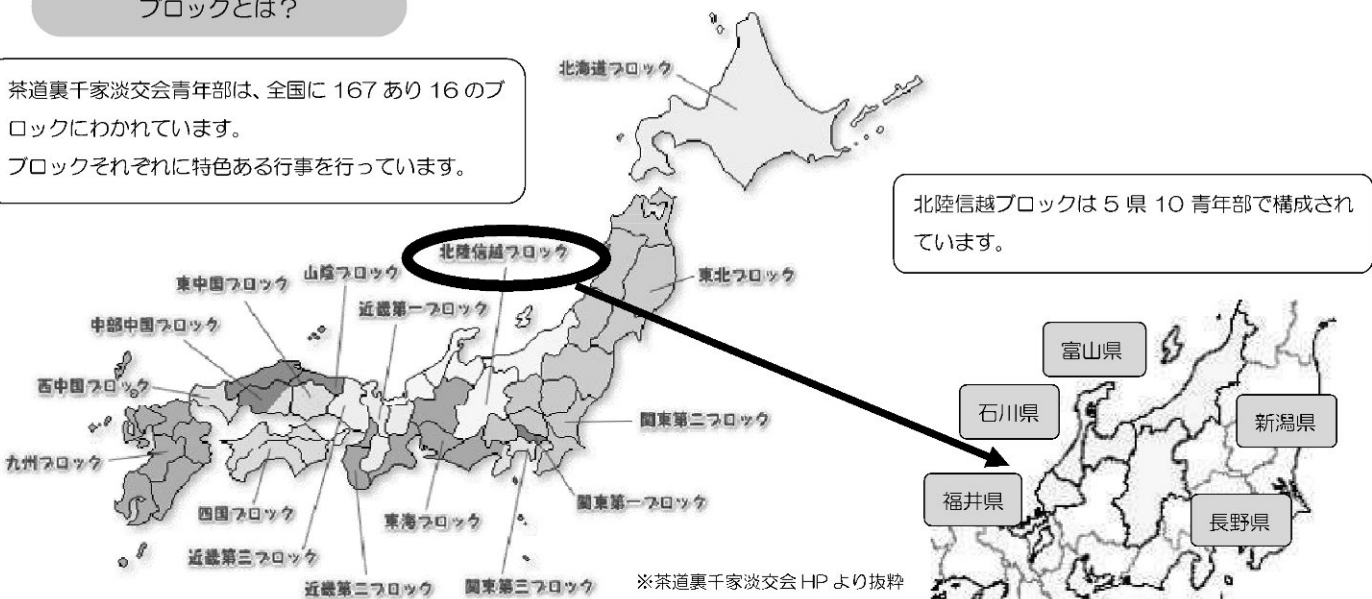 ブロックとは？
茶道裏千家淡交会青年部は、全国に 167 あり 16 のブ
ロックにわかれています。
ブロックそれぞれに特色ある行事を行っています。
北海道ブロック
北陸信越ブロックは 5 県 10 青年部で構成され
ています。
北陸信越ブロック
東北ブロック
山陰ブロック
東中国ブロック
近畿第一ブロック
中部中国ブロック
西中国ブロック
富山県
石川県
新潟県
関東第二ブロック
九州ブロック
福井県
関東第一ブロック
四国ブロック
東海ブロック
長野県
近畿第三ブロック
近畿第二ブロック
関東第三ブロック
※茶道裏千家淡交会 HP より抜粋